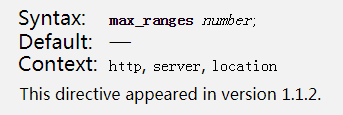 Syntax: max_ranges number;
Default: —
Context: http, server, location
This directive appeared in version 1.1.2.